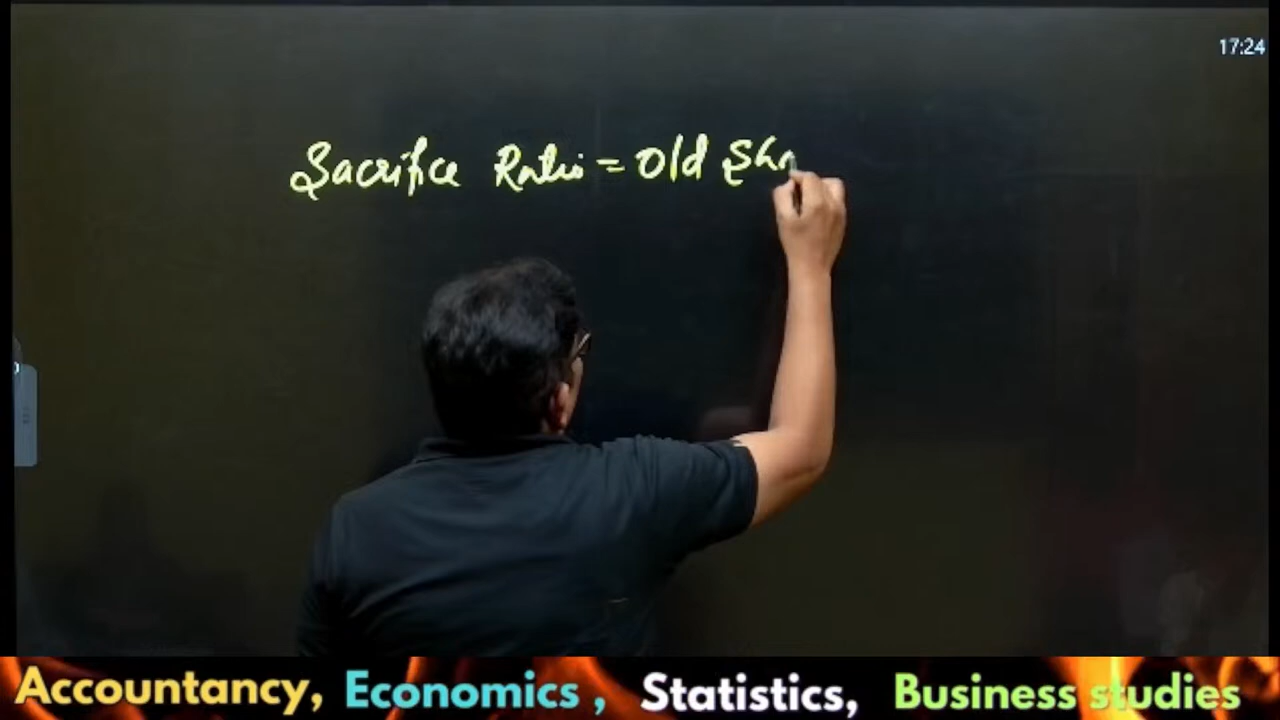 17:24
Sacrifice Ratio = Old Sha
Accountancy, Economics , Statistics, Business studies